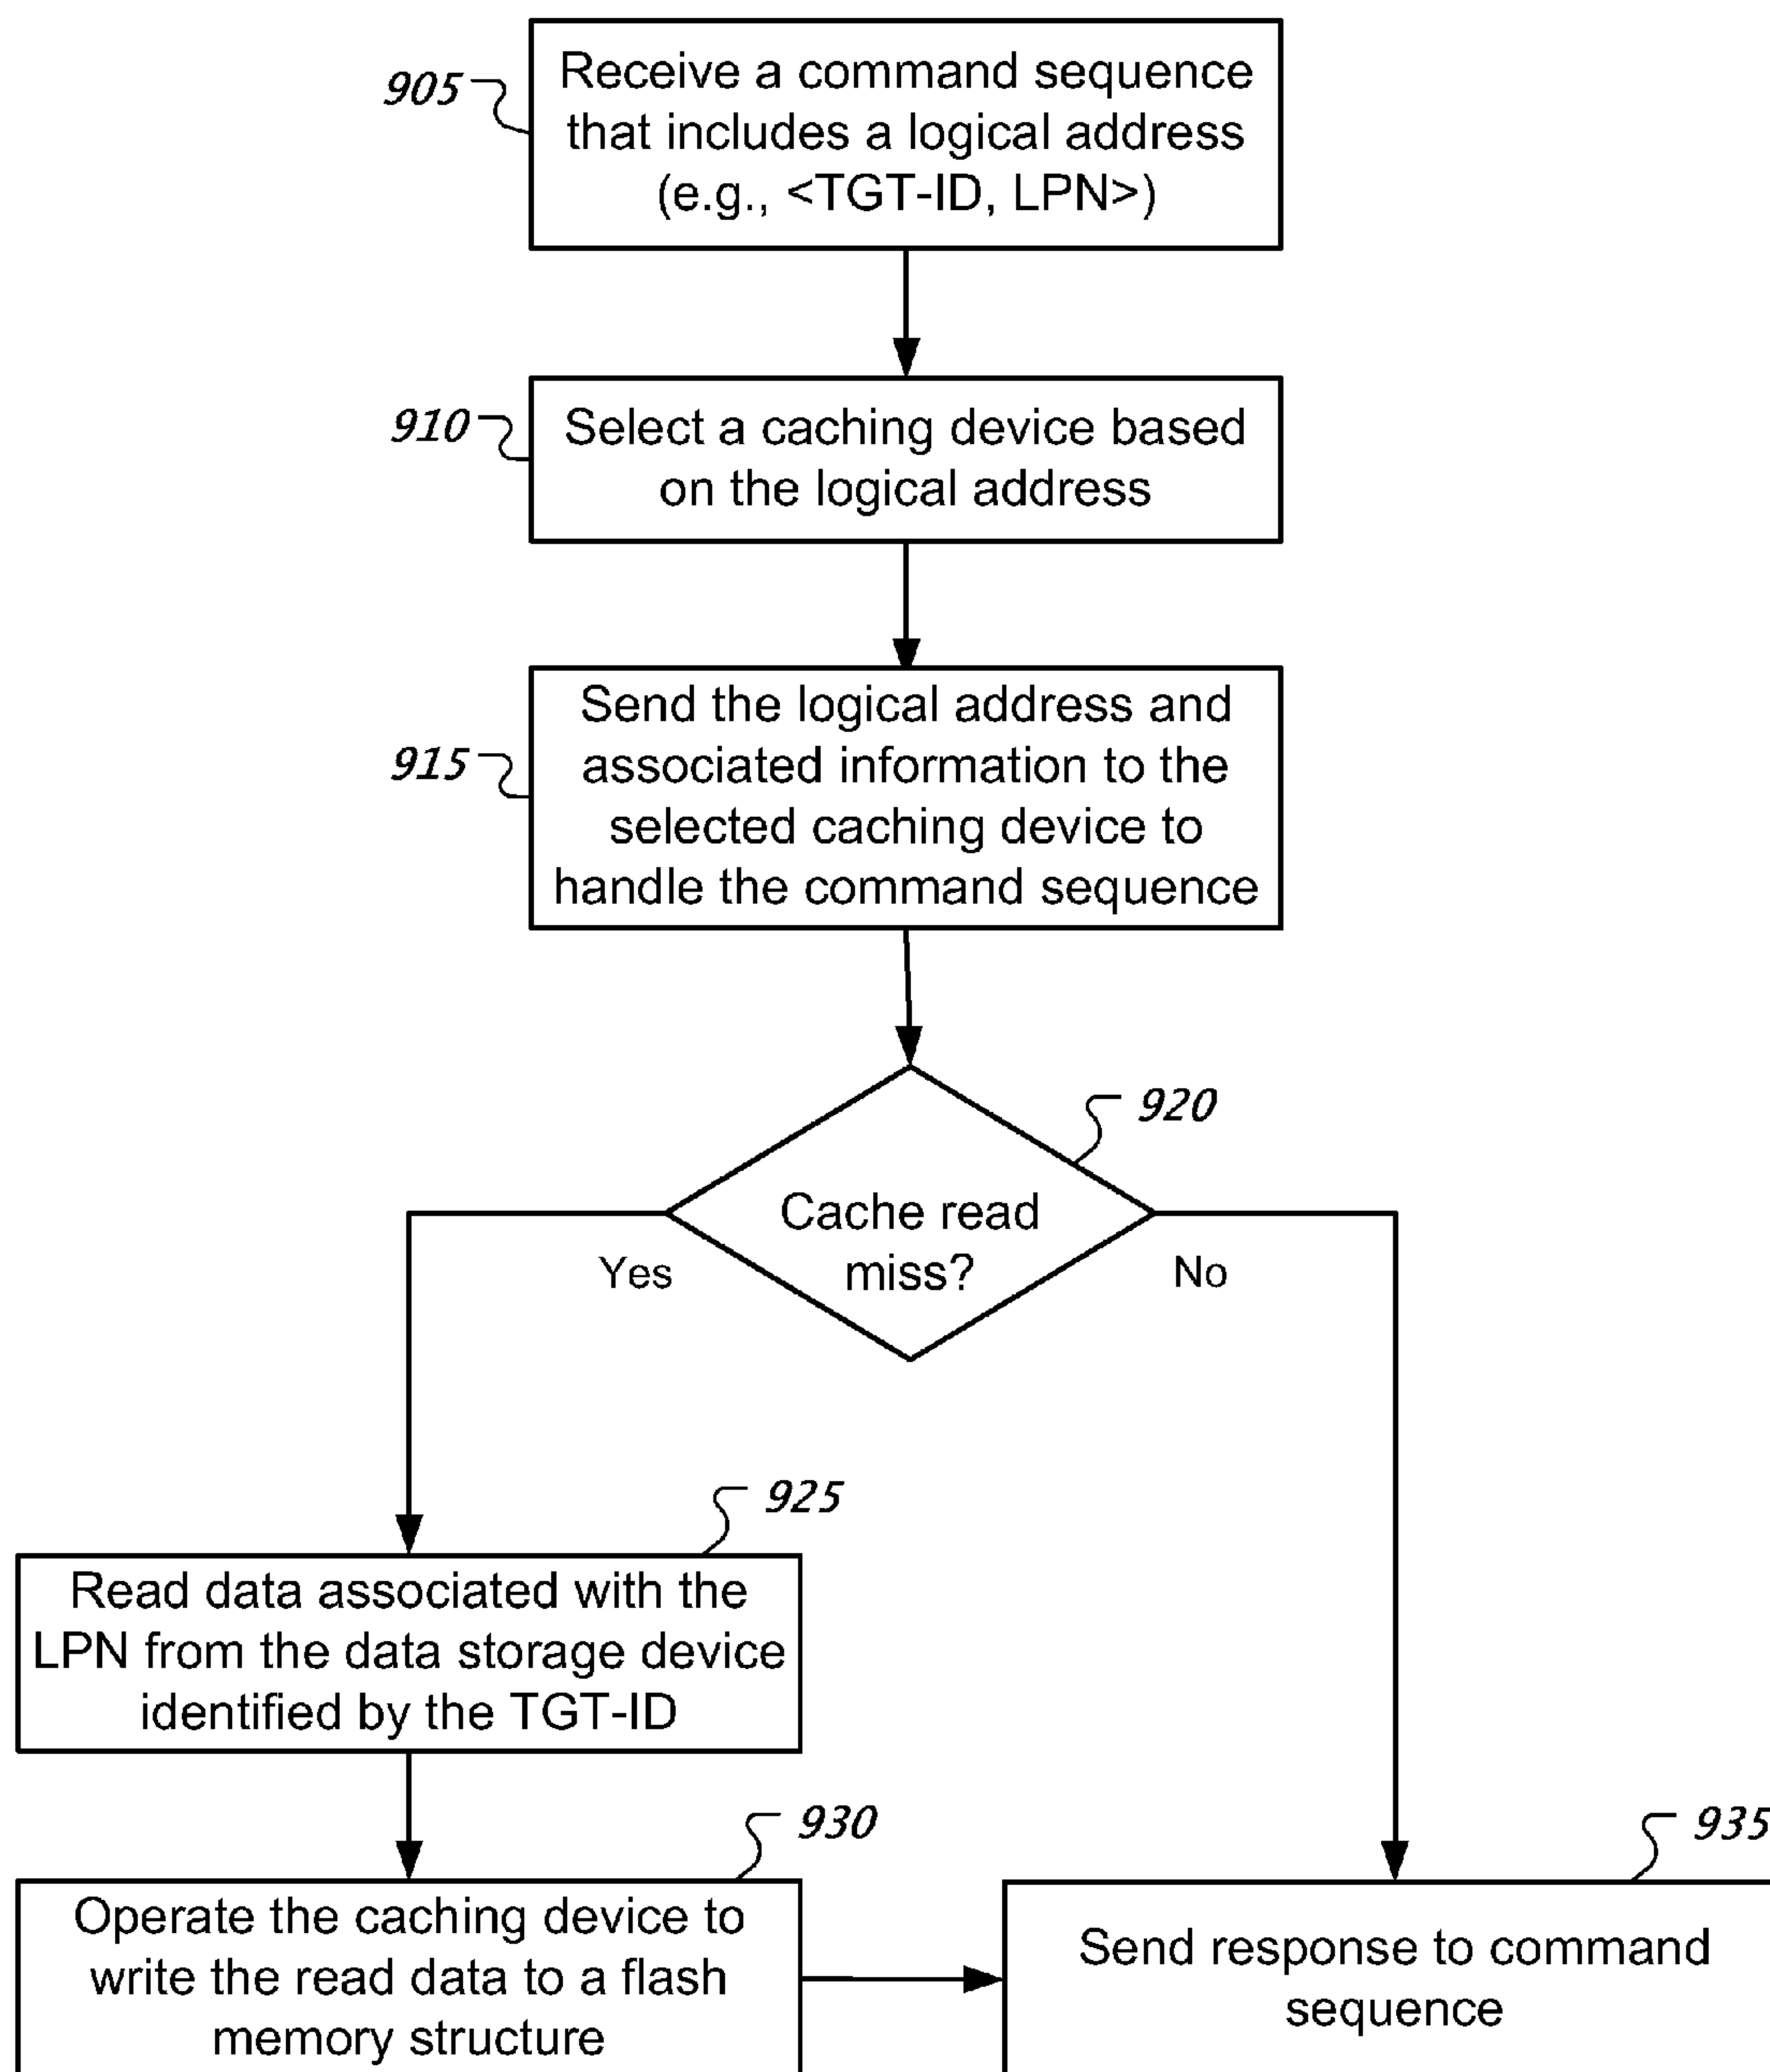 905
Receive a command sequence
that includes a logical address
(e.g., <TGT-ID, LPN>)
910
Select a caching device based
on the logical address
915
Send the logical address and
associated information to the
selected caching device to
handle the command sequence
920
Cache read
miss?
Yes
No
925
Read data associated with the
LPN from the data storage device
identified by the TGT-ID
930
Operate the caching device to
write the read data to a flash
memory structure
935
Send response to command
sequence